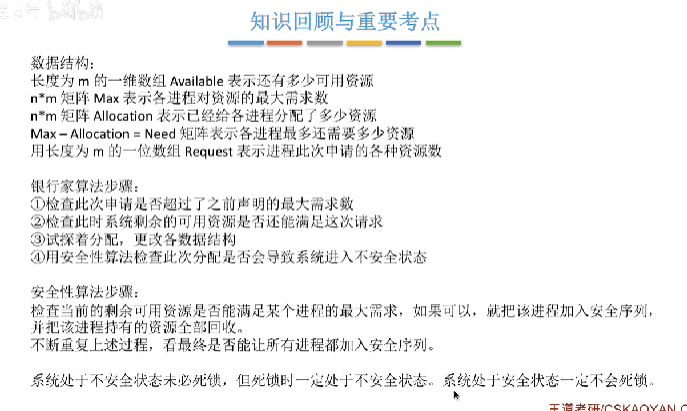 知识回顾与重要考点
数据结构：
长度为 m 的一维数组 Available 表示还有多少可用资源
n*m 矩阵 Max 表示各进程对资源的最大需求数
n*m 矩阵 Allocation 表示已经给各进程分配了多少资源
Max – Allocation = Need 矩阵表示各进程最多还需要多少资源
用长度为 m 的一位数组 Request 表示进程此次申请的各种资源数
银行家算法步骤：
①检查此次申请是否超过了之前声明的最大需求数
②检查此时系统剩余的可用资源是否还能满足这次请求
③试探着分配，更改各数据结构
④用安全性算法检查此次分配是否会导致系统进入不安全状态
安全性算法步骤：
检查当前的剩余可用资源是否能满足某个进程的最大需求，如果可以，就把该进程加入安全序列，
并把该进程持有的资源全部回收。
不断重复上述过程，看最终是否能让所有进程都加入安全序列。
系统处于不安全状态未必死锁，但死锁时一定处于不安全状态。系统处于安全状态一定不会死锁。
王道考研/CSKAOYAN.C